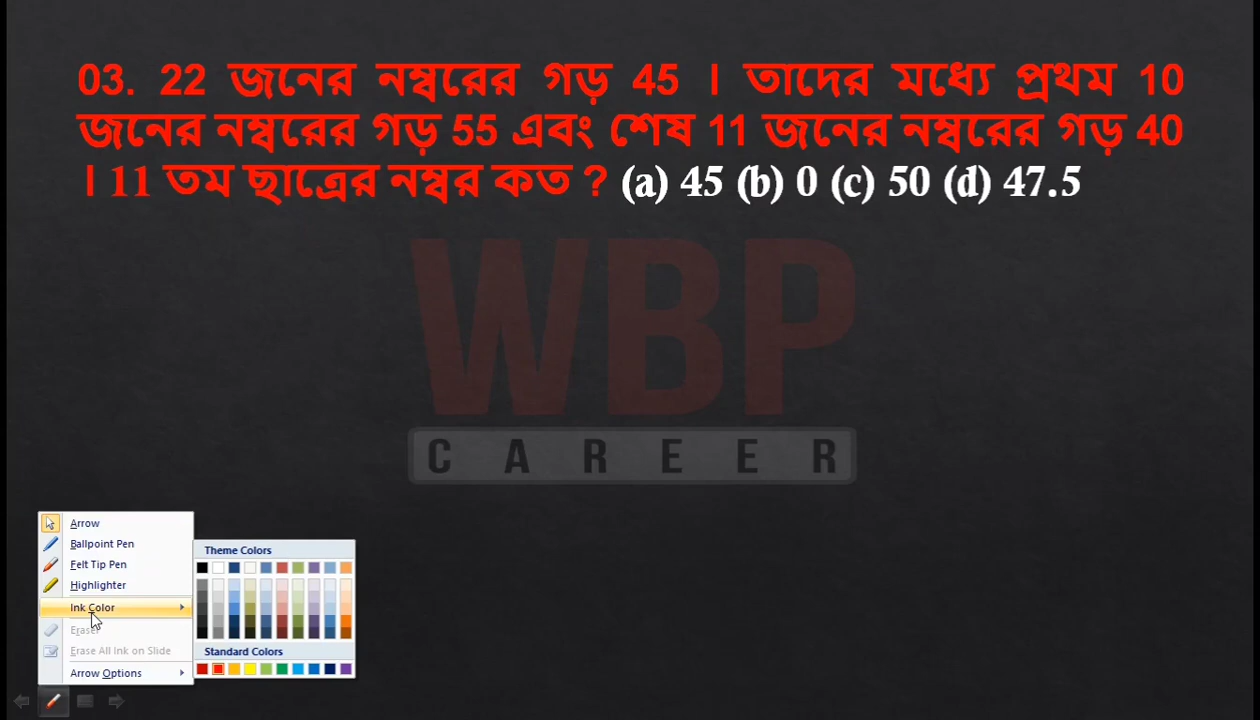 03. 22 জনের নম্বরের গড় 45 । তাদের মধ্যে প্রথম 10
জনের নম্বরের গড় 55 এবং শেষ 11 জনের নম্বরের গড় 40
। 11 তম ছাত্রের নম্বর কত ? (a) 45 (b) 0 (c) 50 (d) 47.5
WBP
CAREER
Arrow
Ballpoint Pen
Felt Tip Pen
Highlighter
Ink Color
Eraser
Erase All Ink on Slide
Arrow Options
Theme Colors
Standard Colors